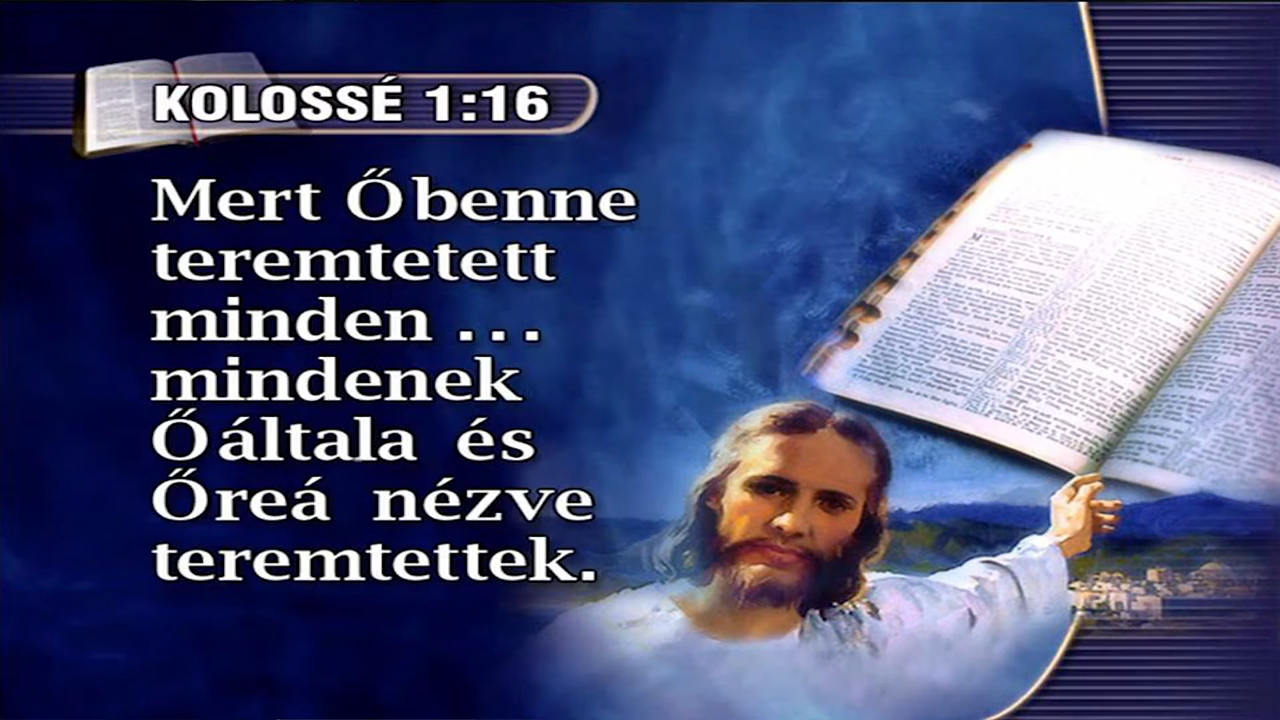 KOLOSSÉ 1:16
Mert Őbenne
teremtetett
minden ...
mindenek
Őáltala és
Őreá nézve
teremtettek.